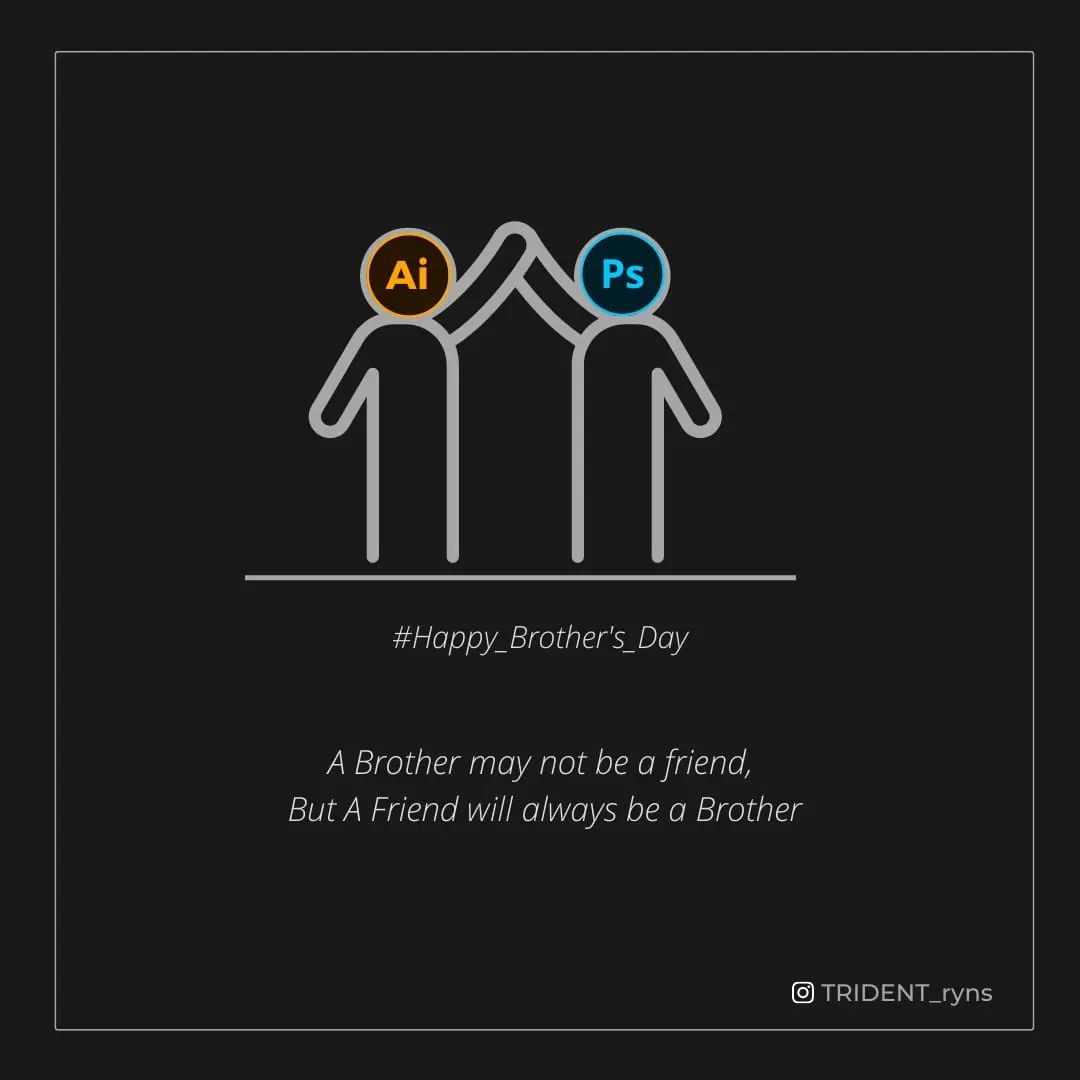 Ai
Ps
#Happy_Brother's_Day
A Brother may not be a friend,
But A Friend will always be a Brother
TRIDENT_ryns